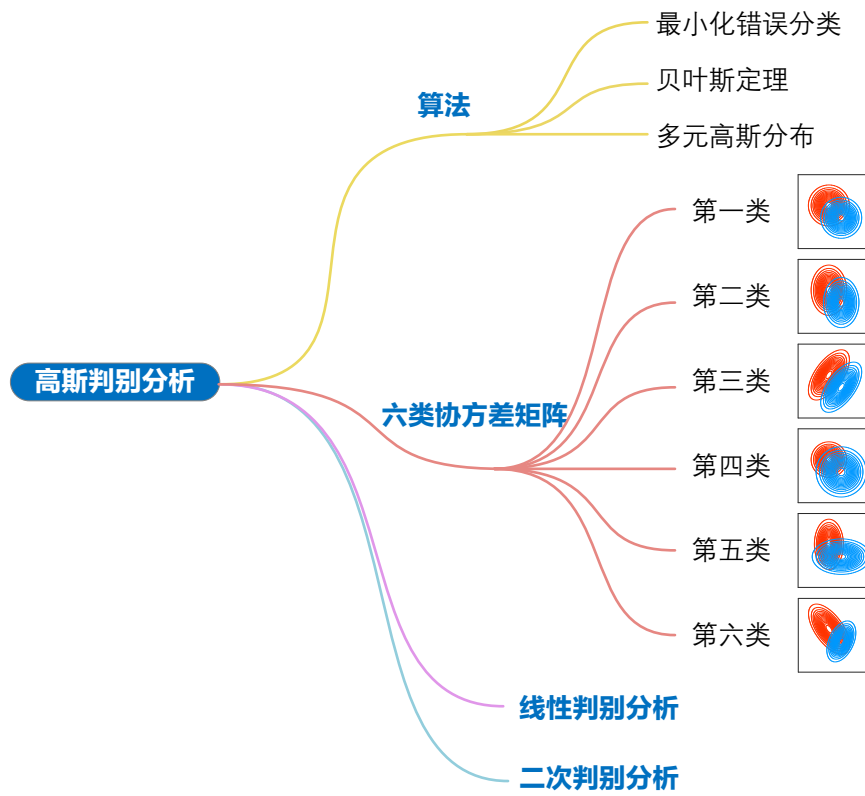 最小化错误分类
贝叶斯定理
算法
多元高斯分布
第一类
第二类
第三类
高斯判别分析
六类协方差矩阵
第四类
第五类
第六类
线性判别分析
二次判别分析